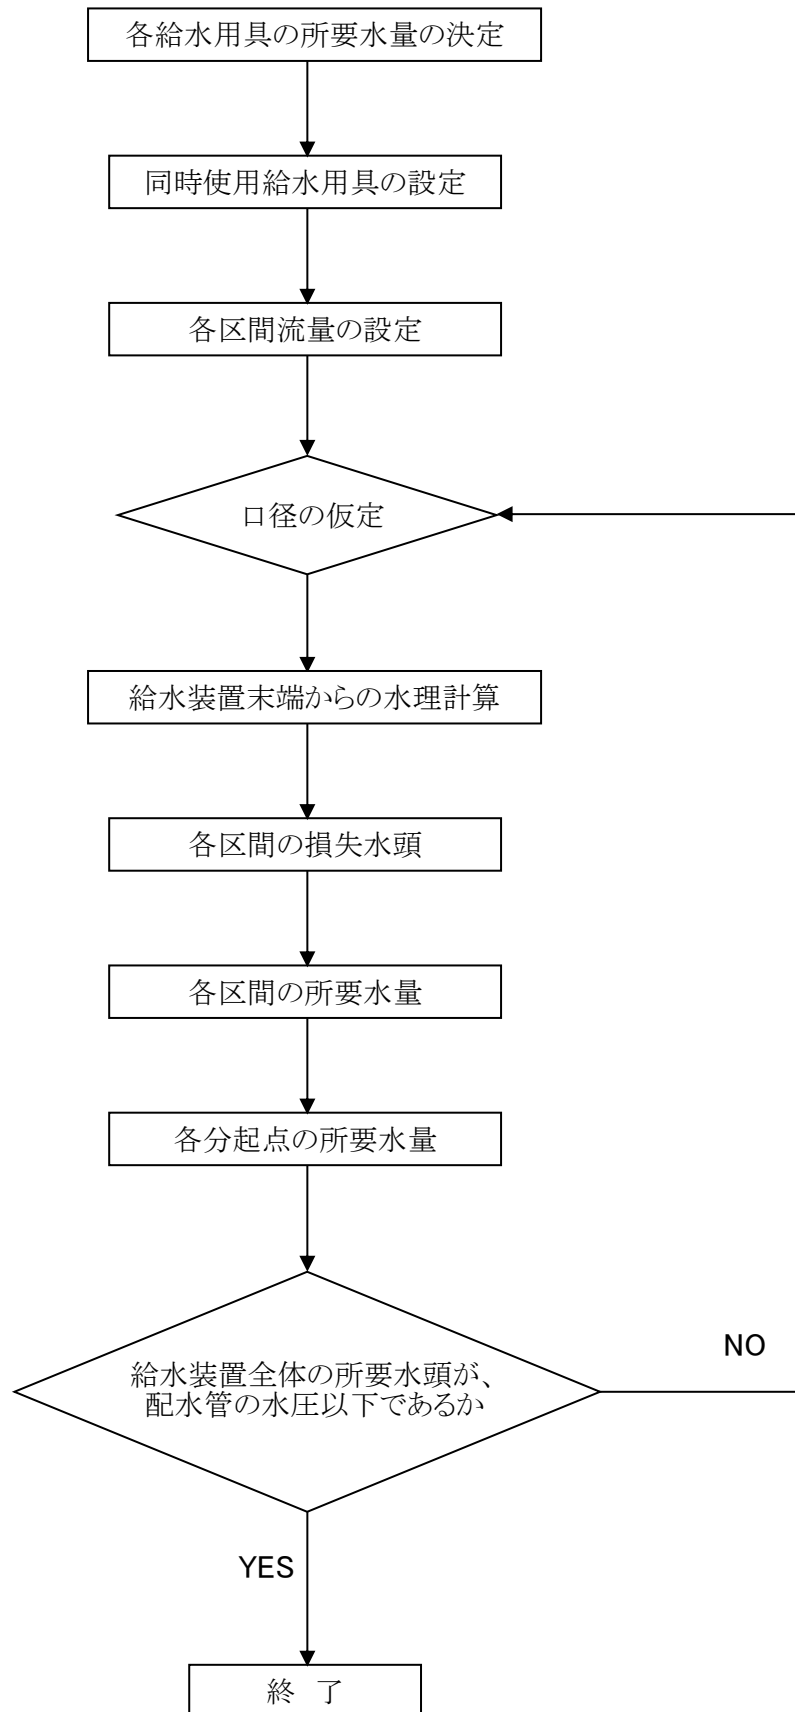 各給水用具の所要水量の決定
同時使用給水用具の設定
各区間流量の設定
口径の仮定
給水装置末端からの水理計算
各区間の損失水頭
各区間の所要水量
各分起点の所要水量
給水装置全体の所要水頭が、
配水管の水圧以下であるか
NO
YES
終 了